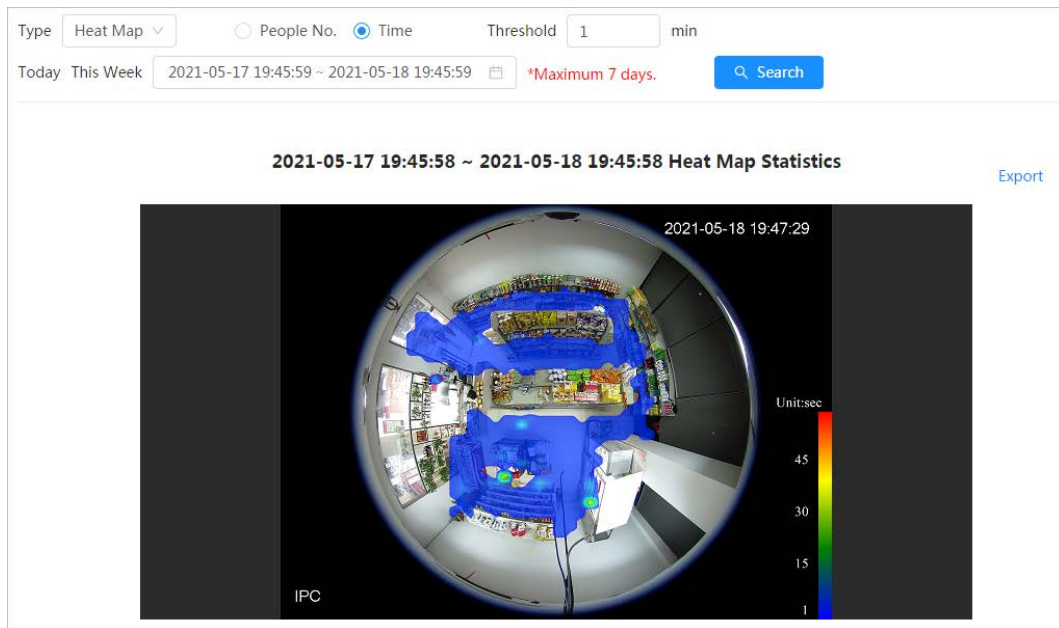 Type Heat Map People No. Time Threshold 1 min
Today This Week 2021-05-17 19:45:59 ~ 2021-05-18 19:45:59 *Maximum 7 days. Search
2021-05-17 19:45:58 ~ 2021-05-18 19:45:58 Heat Map Statistics
Export
2021-05-18 19:47:29
Unit:sec
45
30
15
1
IPC